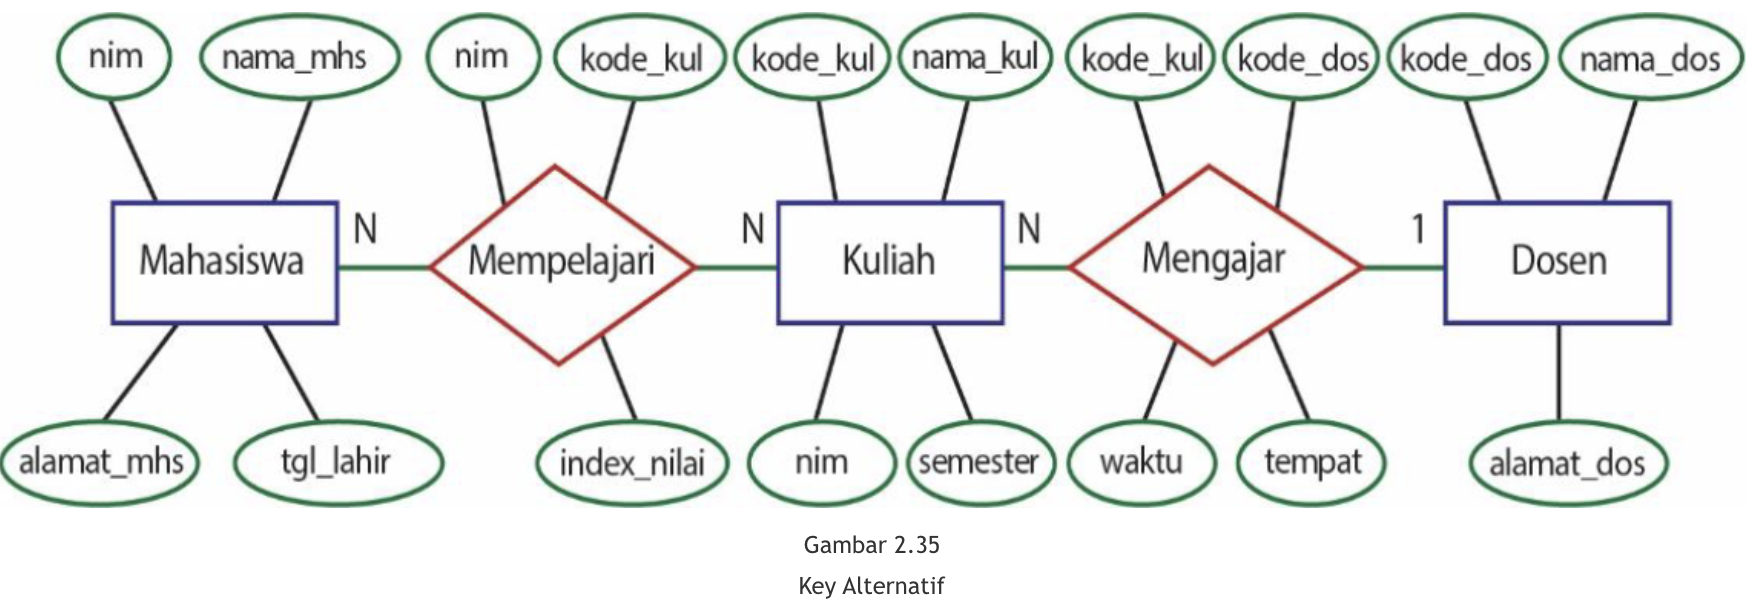 nim nama_mhs nim kode_kul kode_kul nama_kul kode_kul kode_dos kode_dos nama_dos
N N N 1
Mahasiswa Mempelajari Kuliah Mengajar Dosen
alamat_mhs tgl_lahir index_nilai nim semester waktu tempat alamat_dos
Gambar 2.35
Key Alternatif